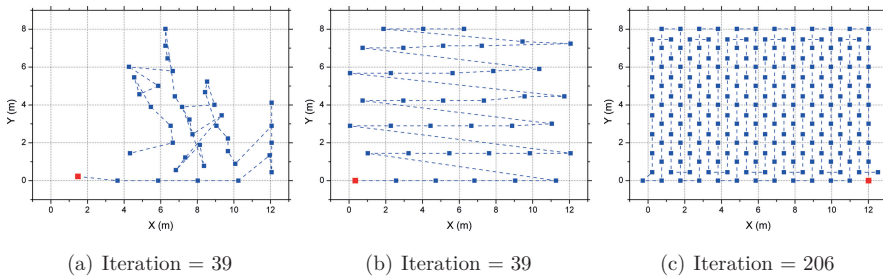 8
6
4
2
0
Y (m)
0 2 4 6 8 10 12
X (m)
(a) Iteration = 39
8
6
4
2
0
Y (m)
0 2 4 6 8 10 12
X (m)
(b) Iteration = 39
8
6
4
2
0
Y (m)
0 2 4 6 8 10 12
X (m)
(c) Iteration = 206